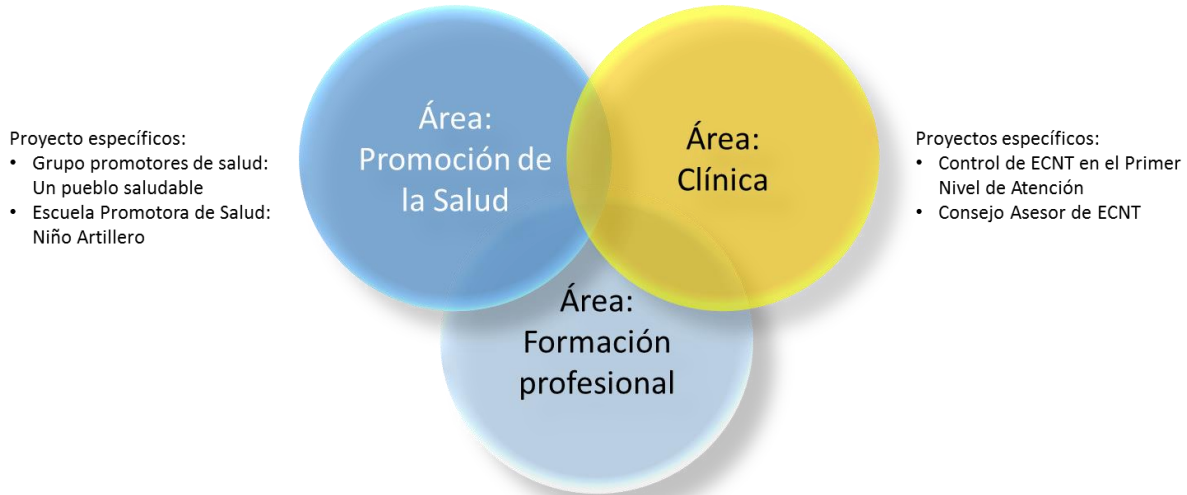 Proyecto específicos:
• Grupo promotores de salud:
Un pueblo saludable
• Escuela Promotora de Salud:
Niño Artillero
Área:
Promoción de
la Salud
Área:
Clínica
Área:
Formación
profesional
Proyectos específicos:
• Control de ECNT en el Primer
Nivel de Atención
• Consejo Asesor de ECNT